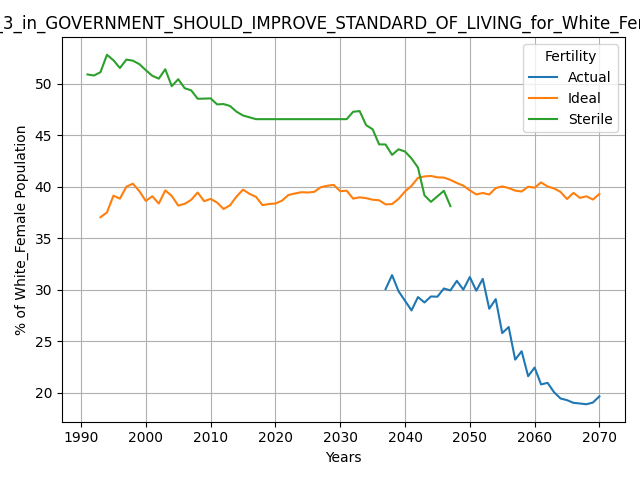 _3_in_GOVERNMENT_SHOULD_IMPROVE_STANDARD_OF_LIVING_for_White_Fem
Fertility
Actual
Ideal
Sterile
% of White_Female Population
50
45
40
35
30
25
20
1990
2000
2010
2020
2030
2040
2050
2060
2070
Years